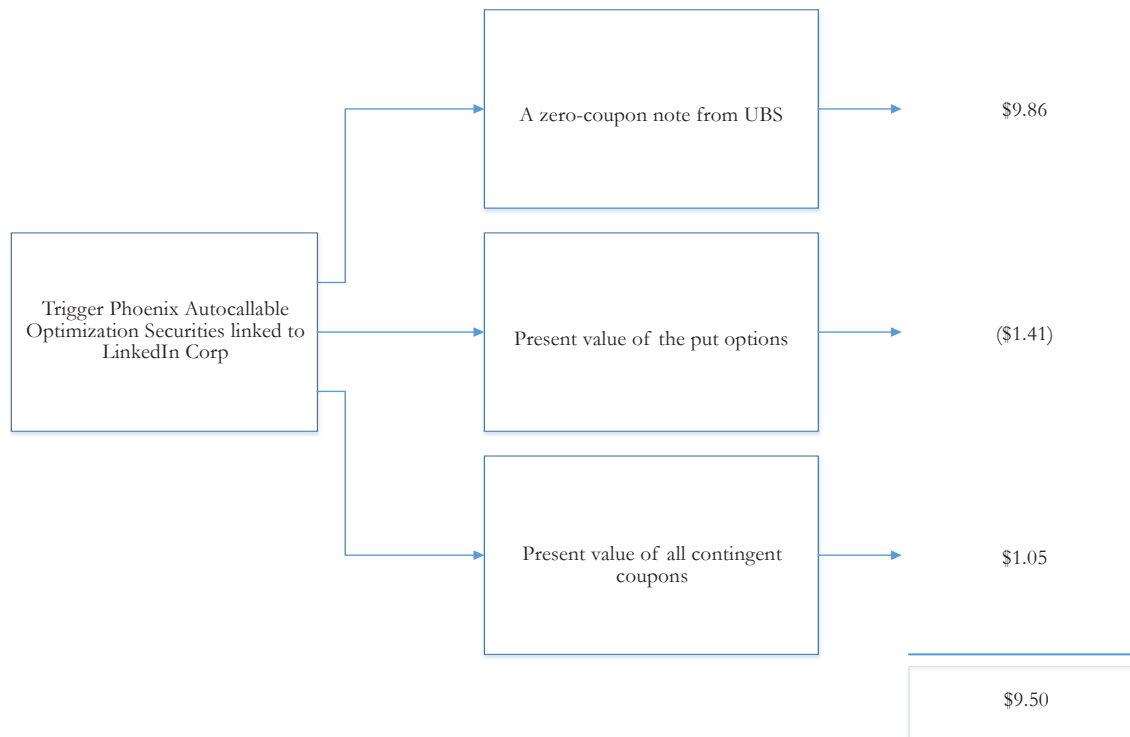 A zero-coupon note from UBS
$9.86
Trigger Phoenix Autocallable
Optimization Securities linked to
LinkedIn Corp
Present value of the put options
($1.41)
Present value of all contingent
coupons
$1.05
$9.50